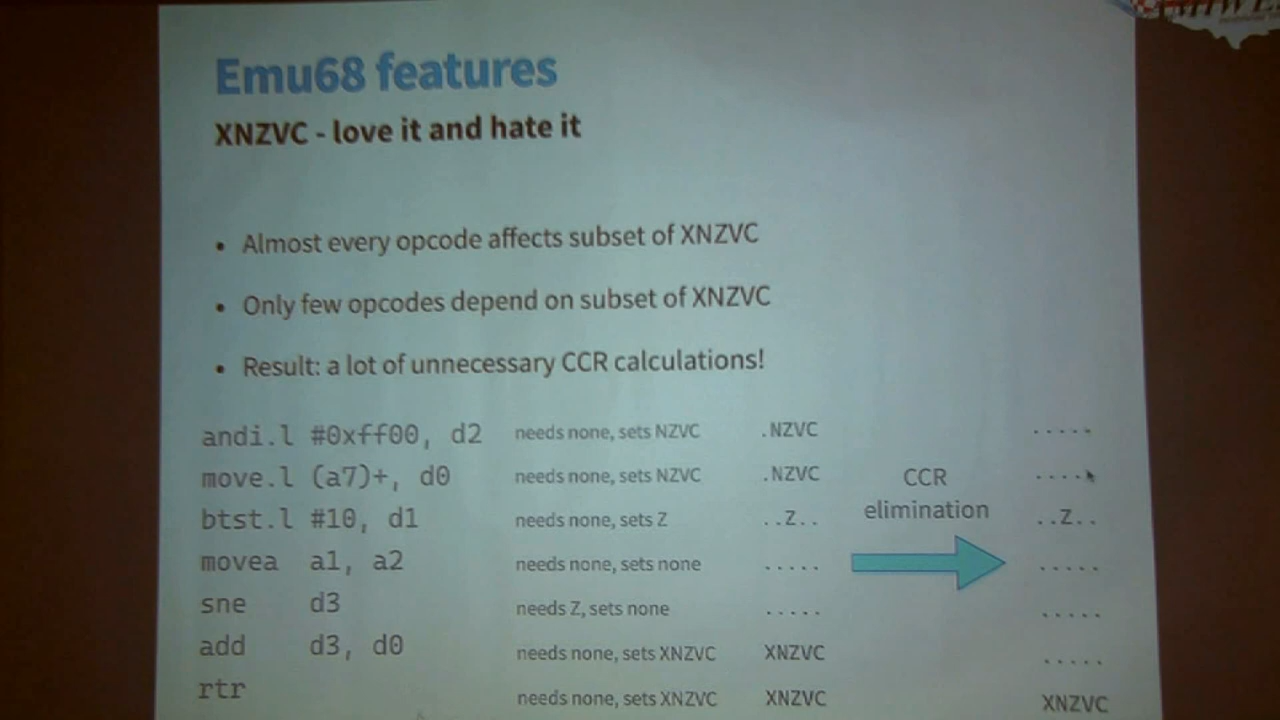 Emu68 features
XNZVC - love it and hate it
• Almost every opcode affects subset of XNZVC
• Only few opcodes depend on subset of XNZVC
• Result: a lot of unnecessary CCR calculations!
andi.l #0xff00, d2 needs none, sets NZVC .NZVC .....
move.l (a7)+, d0 needs none, sets NZVC .NZVC .....
btst.l #10, d1 needs none, sets Z ..Z.. ..Z..
movea a1, a2 needs none, sets none ..... .....
sne d3 needs Z, sets none ..... .....
add d3, d0 needs none, sets XNZVC XNZVC .....
rtr needs none, sets XNZVC XNZVC XNZVC
CCR
elimination